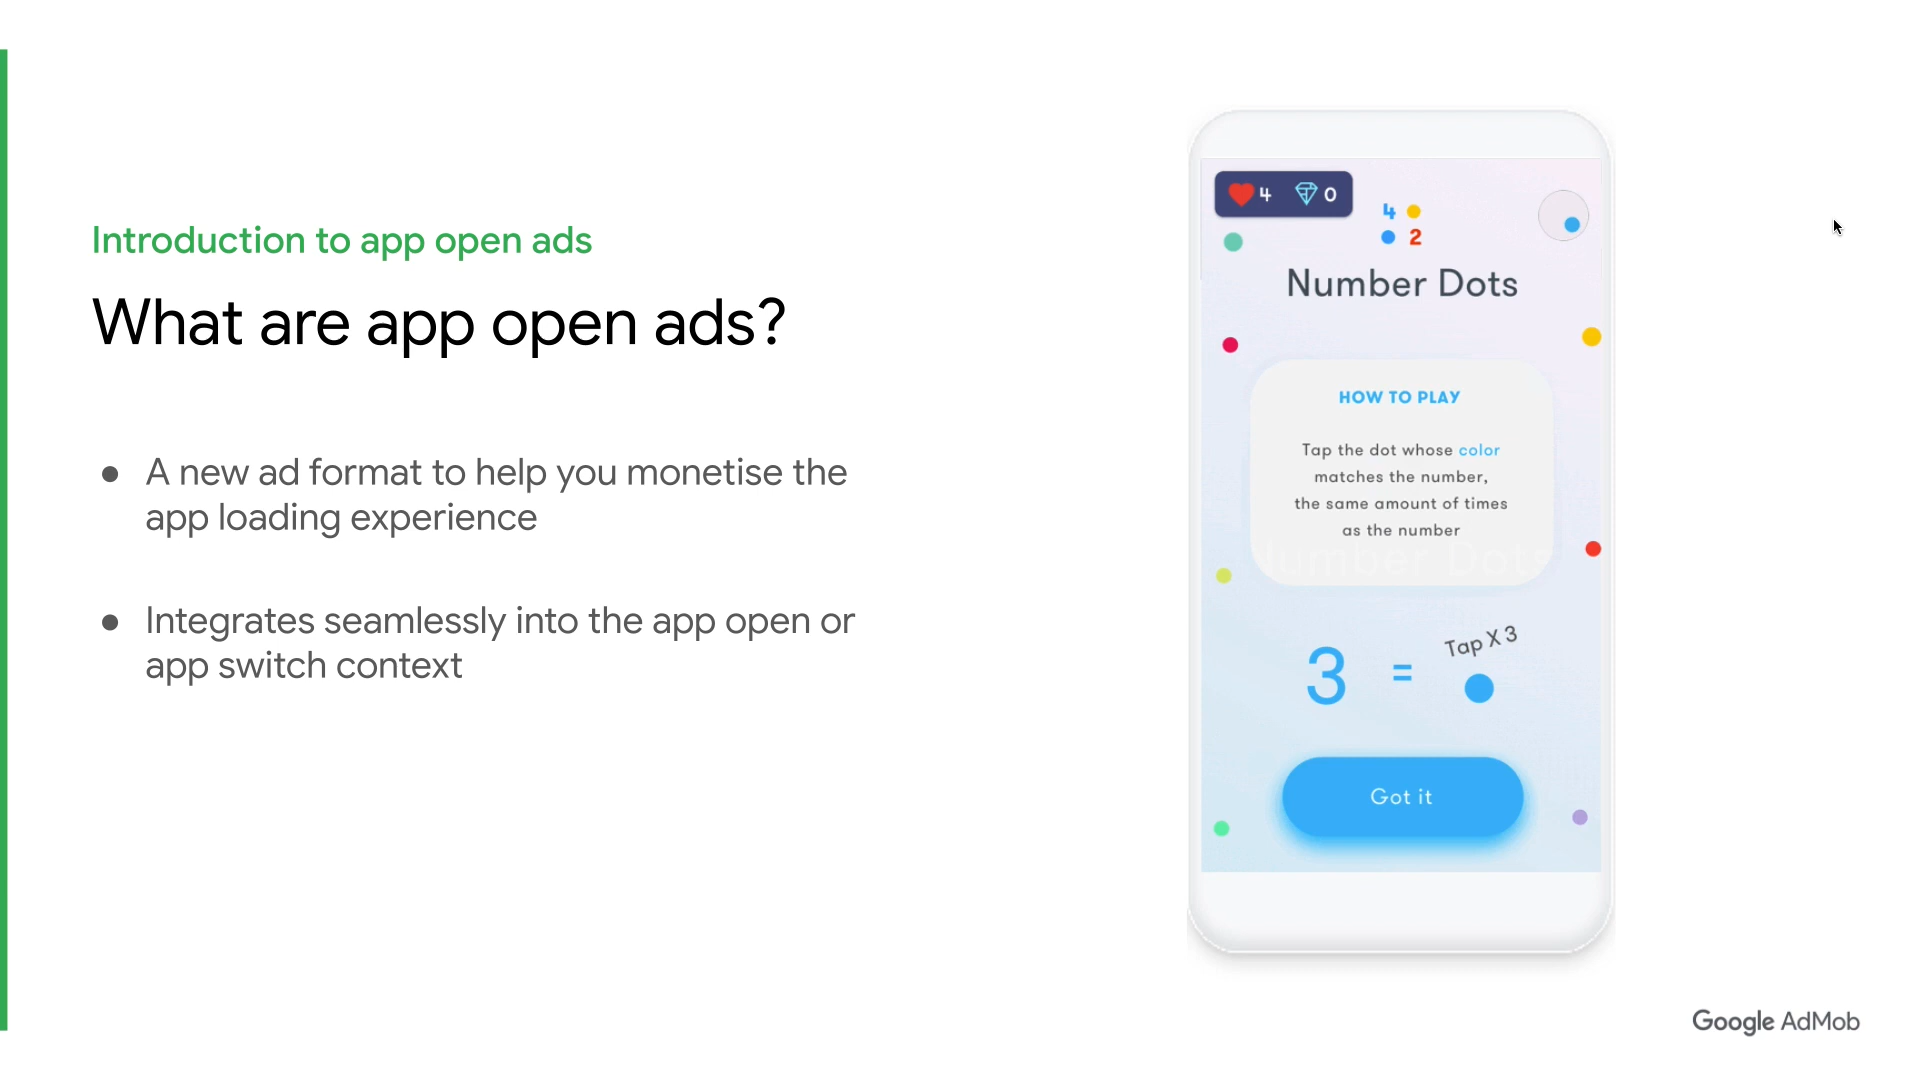 Introduction to app open ads
What are app open ads?
● A new ad format to help you monetise the
app loading experience
● Integrates seamlessly into the app open or
app switch context
4 0
4
2
Number Dots
HOW TO PLAY
Tap the dot whose color
matches the number,
the same amount of times
as the number
Number Dots
Tap X 3
3 =
Got it
Google AdMob